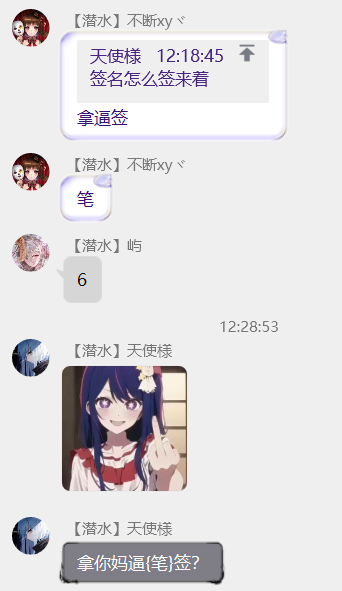 【潜水】不断xyヾ
天使様 12:18:45
签名怎么签来着
拿逼签
【潜水】不断xyヾ
笔
【潜水】屿
6
12:28:53
【潜水】天使様
【潜水】天使様
拿你妈逼{笔}签？